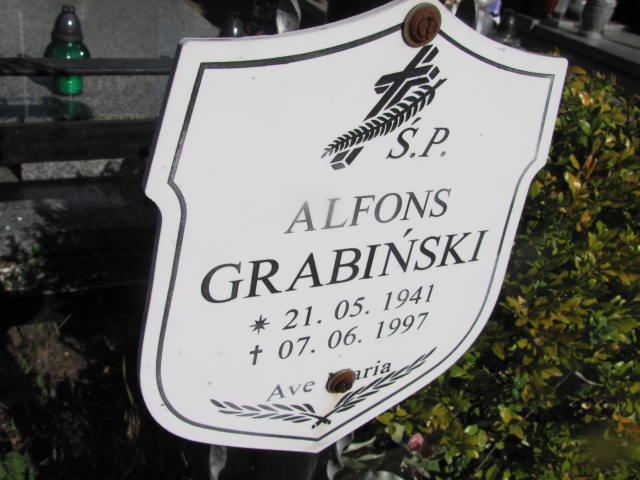 Ś.P.
ALFONS
GRABIŃSKI
* 21. 05. 1941
† 07. 06. 1997
Ave Maria